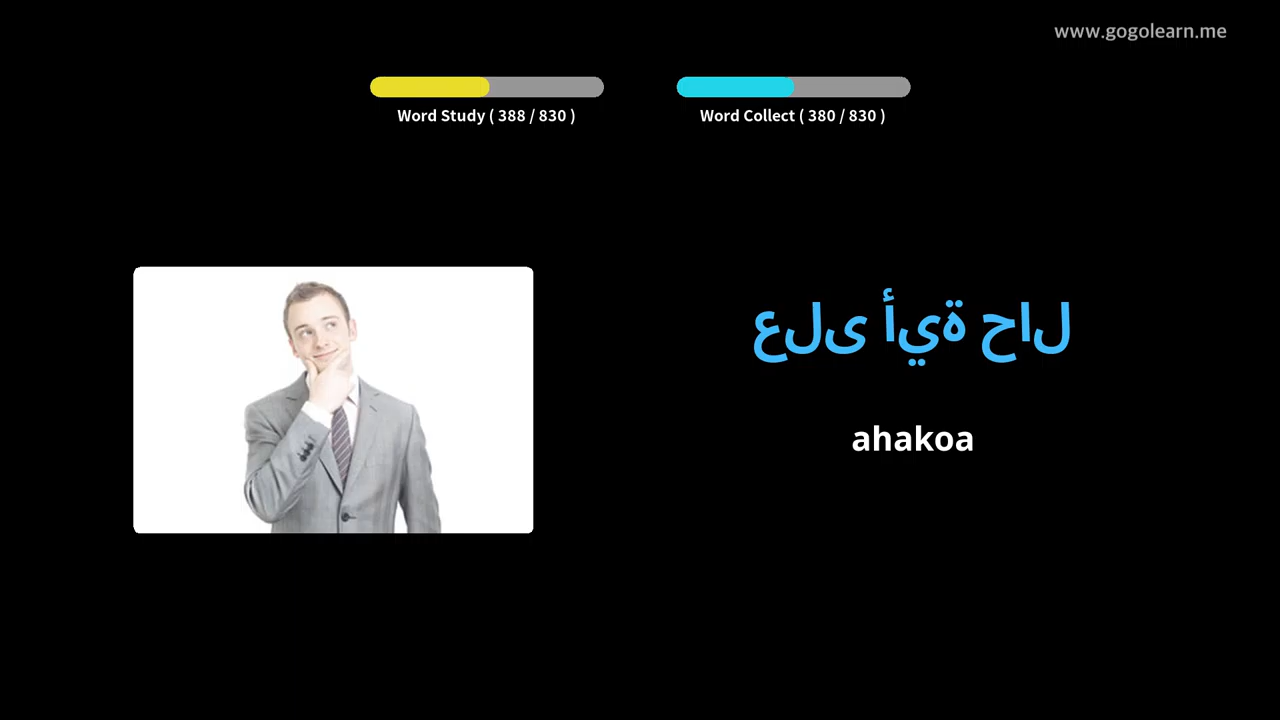 www.gogolearn.me
Word Study ( 388 / 830 )
Word Collect ( 380 / 830 )
على أية حال
ahakoa